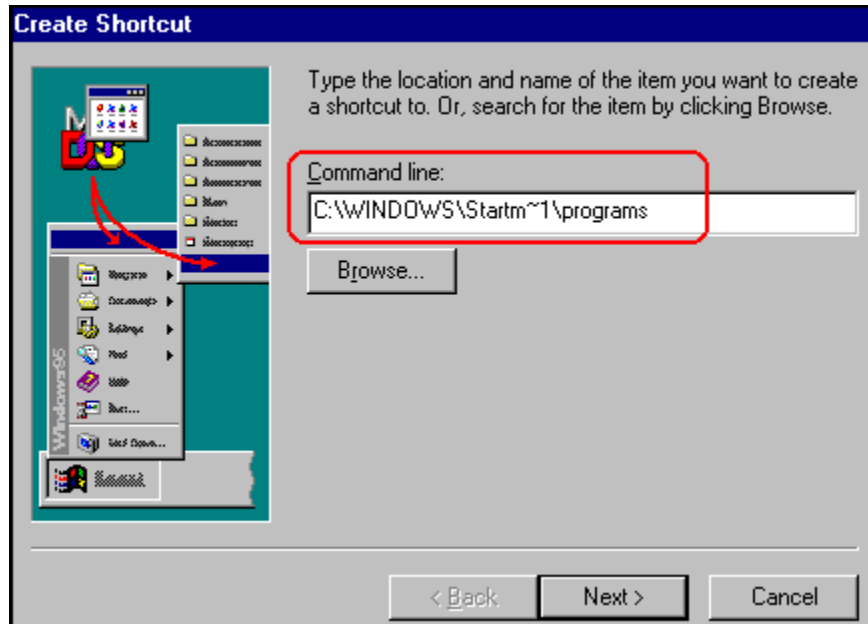 Create Shortcut
Type the location and name of the item you want to create
a shortcut to. Or, search for the item by clicking Browse.
Command line:
C:\WINDOWS\Startm~1\programs
Browse...
Windows95
< Back
Next >
Cancel